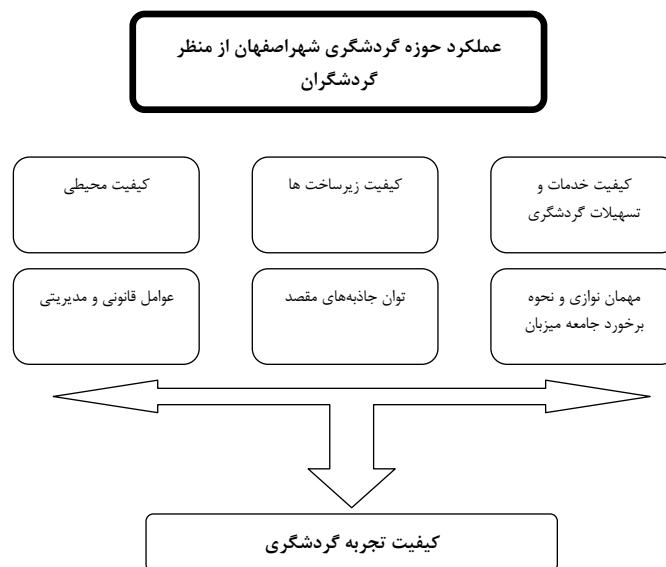 عملکرد حوزه گردشگری شهراصفهان از منظر
گردشگران
کیفیت خدمات و
تسهیلات گردشگری
کیفیت زیرساخت ها
کیفیت محیطی
مهمان نوازی و نحوه
برخورد جامعه میزبان
توان جاذبه‌های مقصد
عوامل قانونی و مدیریتی
کیفیت تجربه گردشگری